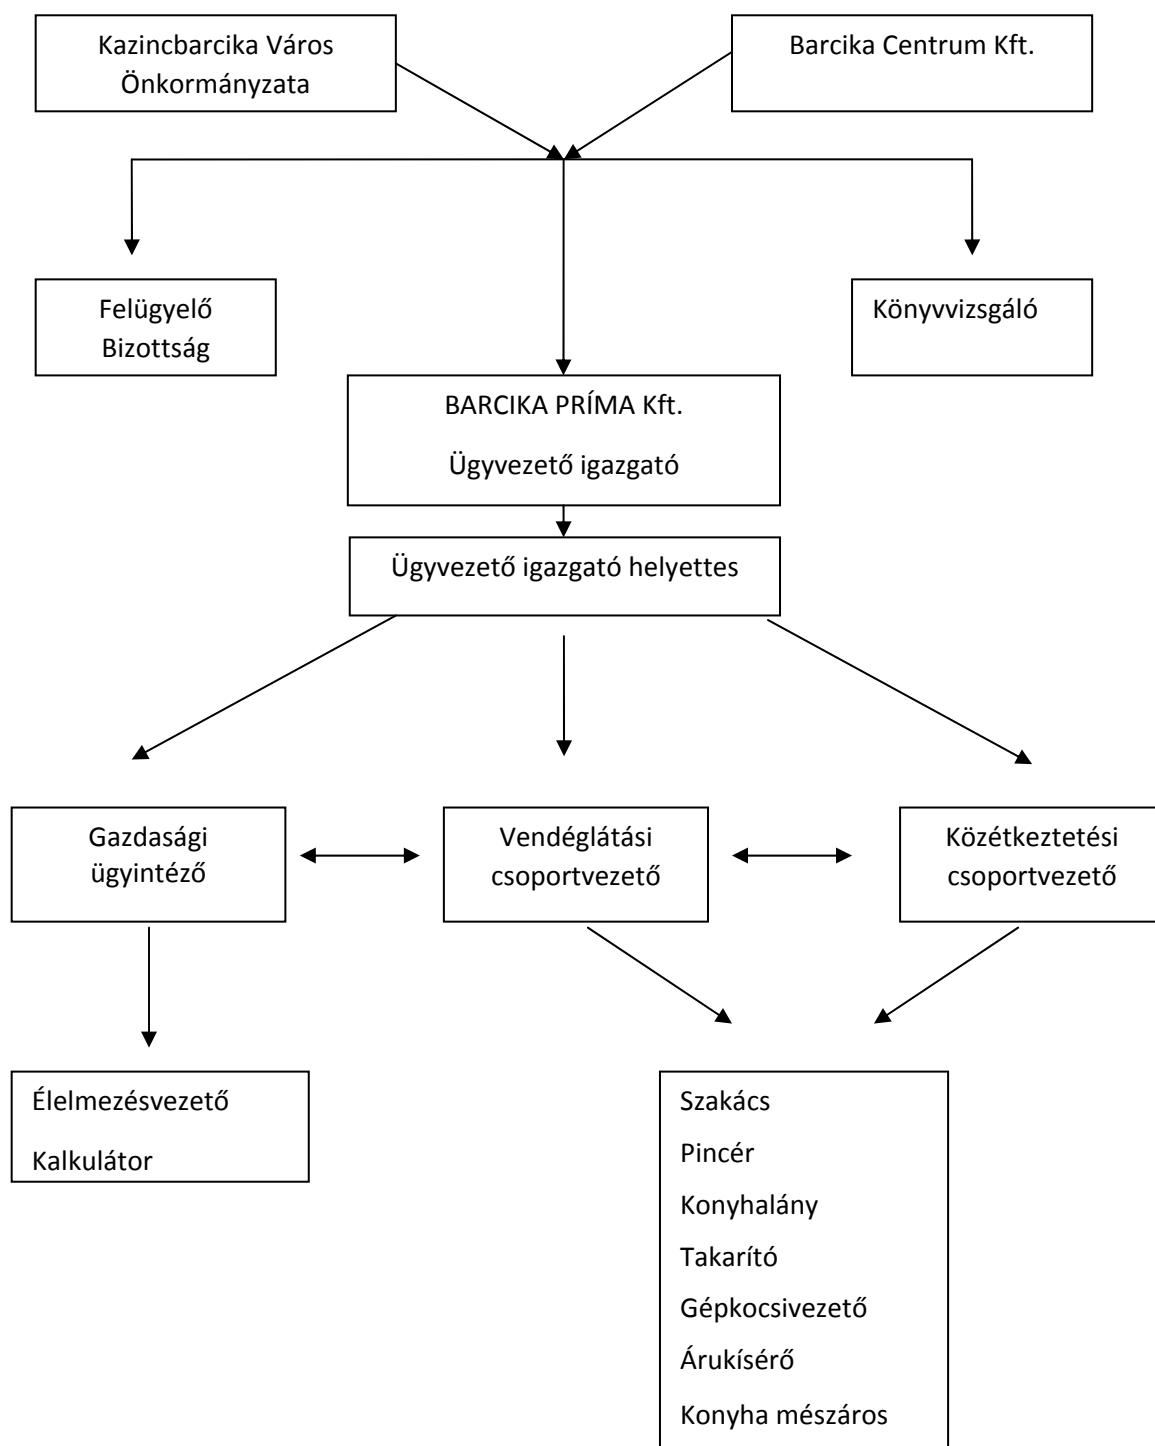 Kazincbarcika Város
Önkormányzata
Barcika Centrum Kft.
Felügyelő
Bizottság
Könyvvizsgáló
BARCIKA PRÍMA Kft.
Ügyvezető igazgató
Ügyvezető igazgató helyettes
Gazdasági
ügyintéző
Vendéglátási
csoportvezető
Közétkeztetési
csoportvezető
Élelmezésvezető
Kalkulátor
Szakács
Pincér
Konyhalány
Takarító
Gépkocsivezető
Árukísérő
Konyha mészáros